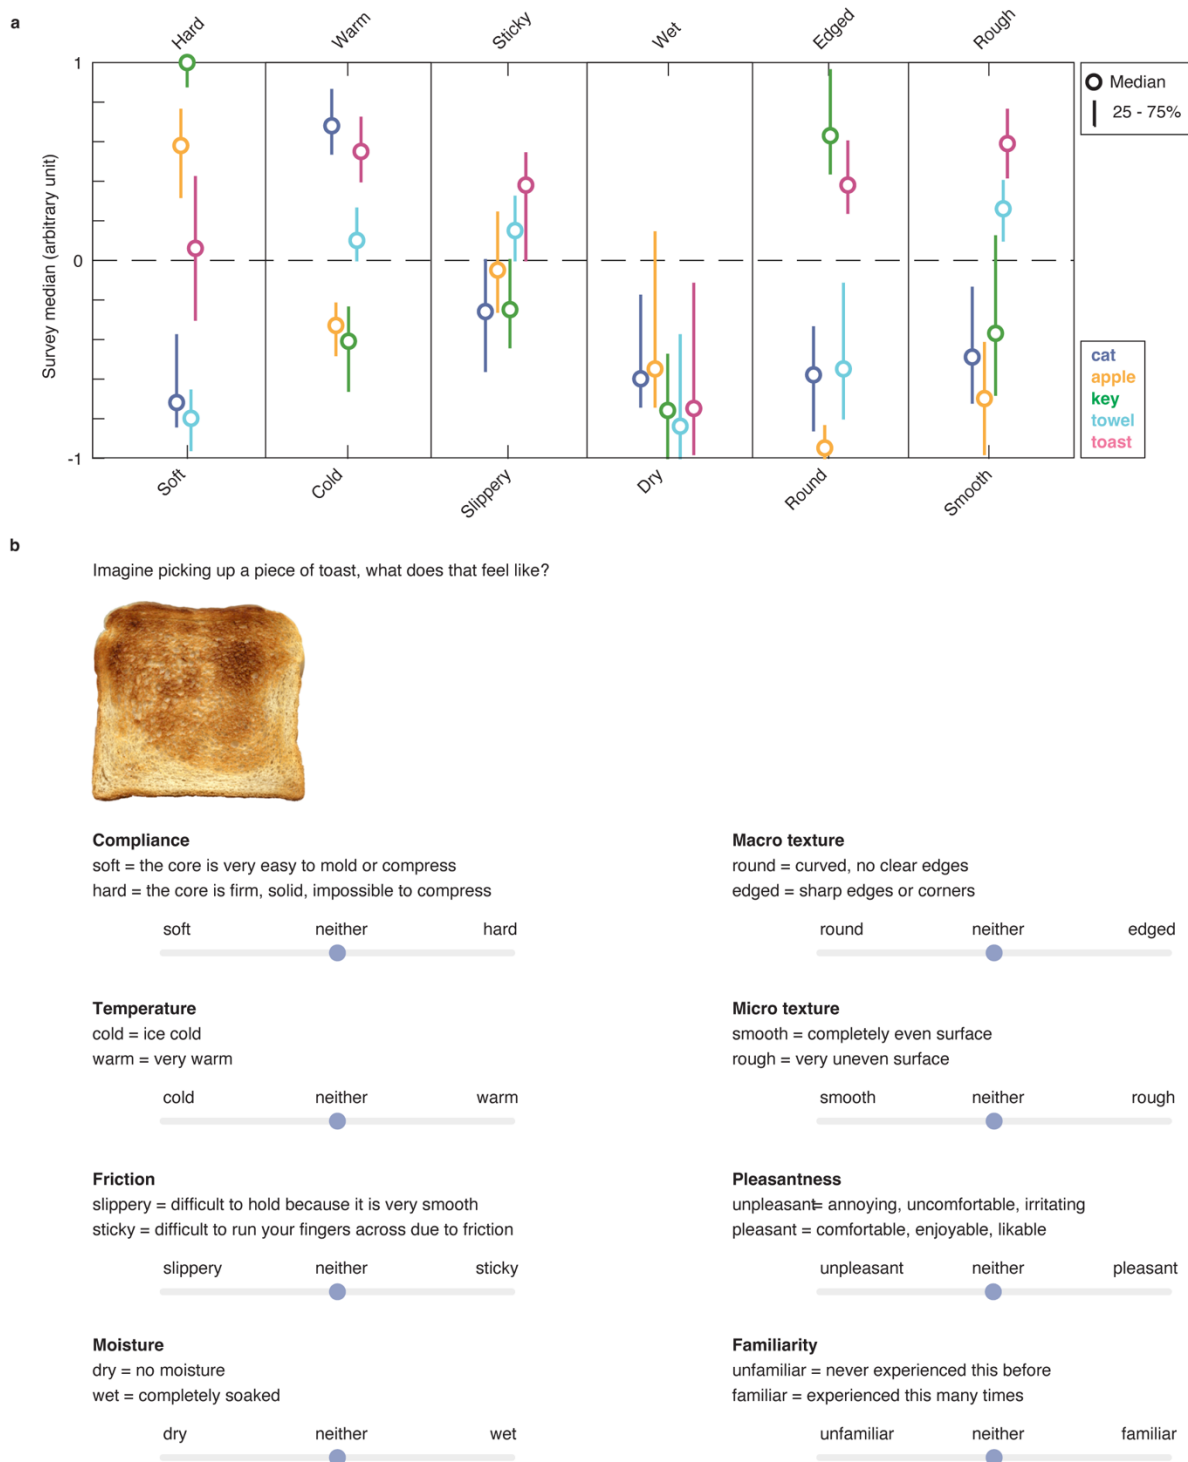 a
Hard Warm Sticky Wet Edged Rough
1
Median
25 - 75%
Survey median (arbitrary unit)
0
cat
apple
key
towel
toast
-1
Soft Cold Slippery Dry Round Smooth
b
Imagine picking up a piece of toast, what does that feel like?
Compliance
soft = the core is very easy to mold or compress
hard = the core is firm, solid, impossible to compress
soft neither hard
Temperature
cold = ice cold
warm = very warm
cold neither warm
Friction
slippery = difficult to hold because it is very smooth
sticky = difficult to run your fingers across due to friction
slippery neither sticky
Moisture
dry = no moisture
wet = completely soaked
dry neither wet
Macro texture
round = curved, no clear edges
edged = sharp edges or corners
round neither edged
Micro texture
smooth = completely even surface
rough = very uneven surface
smooth neither rough
Pleasantness
unpleasant= annoying, uncomfortable, irritating
pleasant = comfortable, enjoyable, likable
unpleasant neither pleasant
Familiarity
unfamiliar = never experienced this before
familiar = experienced this many times
unfamiliar neither familiar